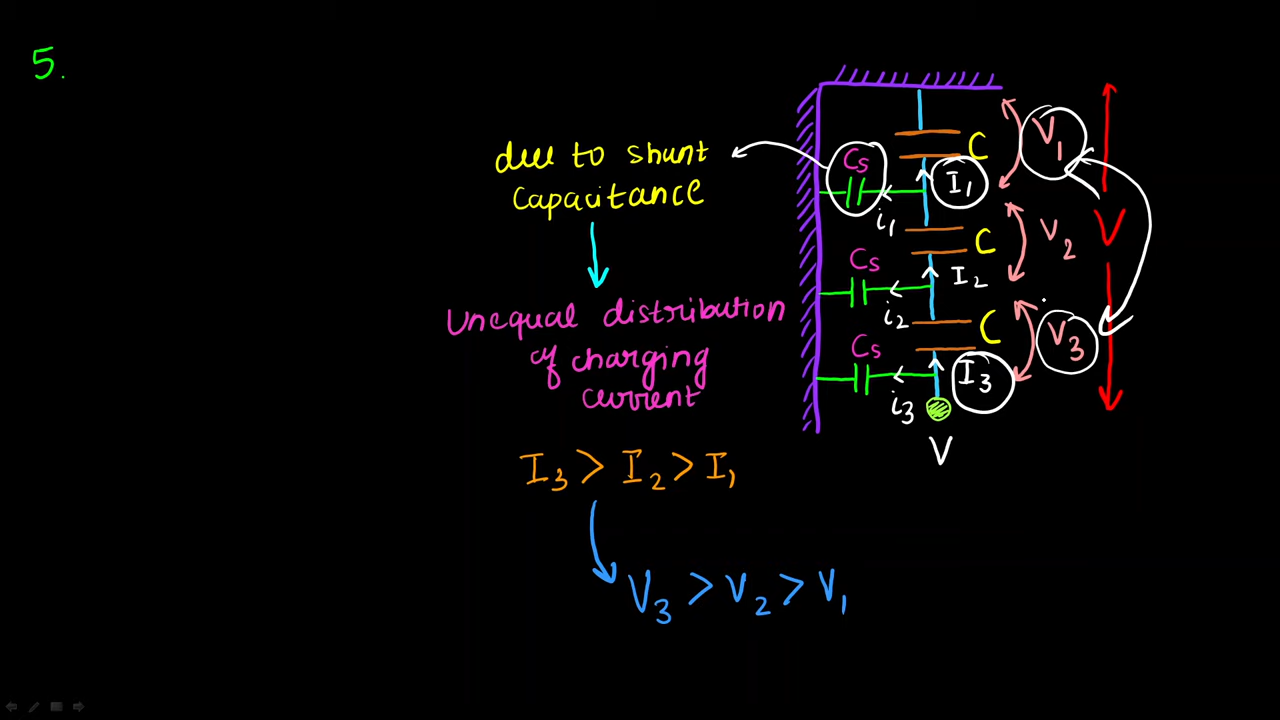 5.
due to shunt
capacitance
Unequal distribution
of charging
current
I₃ > I₂ > I₁
V₃ > V₂ > V₁
C
V₁
Cs
I₁
i₁
V₂
V
C
Cs
I₂
i₂
C
V₃
Cs
I₃
i₃
V